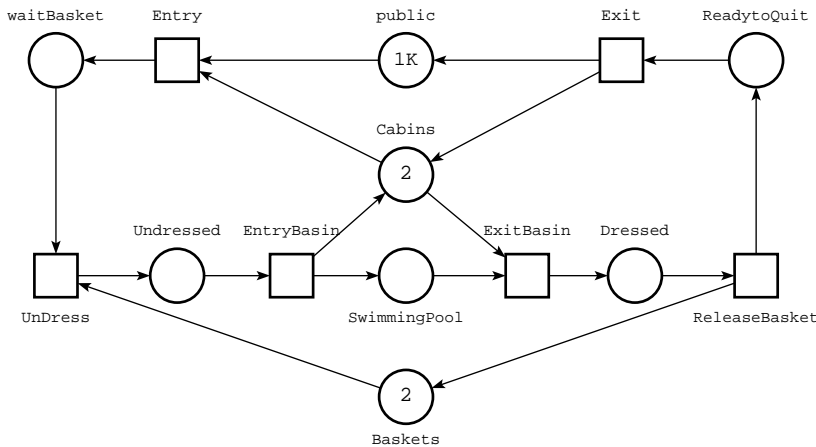 waitBasket
Entry
public
Exit
ReadytoQuit
1K
Cabins
2
Undressed
EntryBasin
ExitBasin
Dressed
UnDress
SwimmingPool
ReleaseBasket
2
Baskets